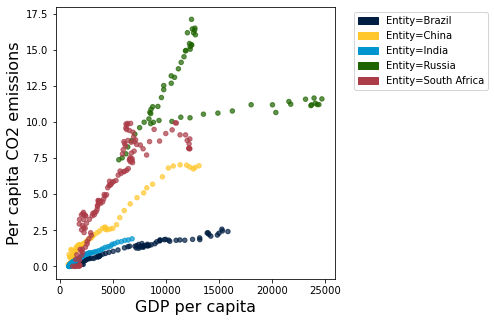 17.5
15.0
12.5
10.0
7.5
5.0
2.5
0.0
Per capita CO2 emissions
0
5000
10000
15000
20000
25000
GDP per capita
Entity=Brazil
Entity=China
Entity=India
Entity=Russia
Entity=South Africa